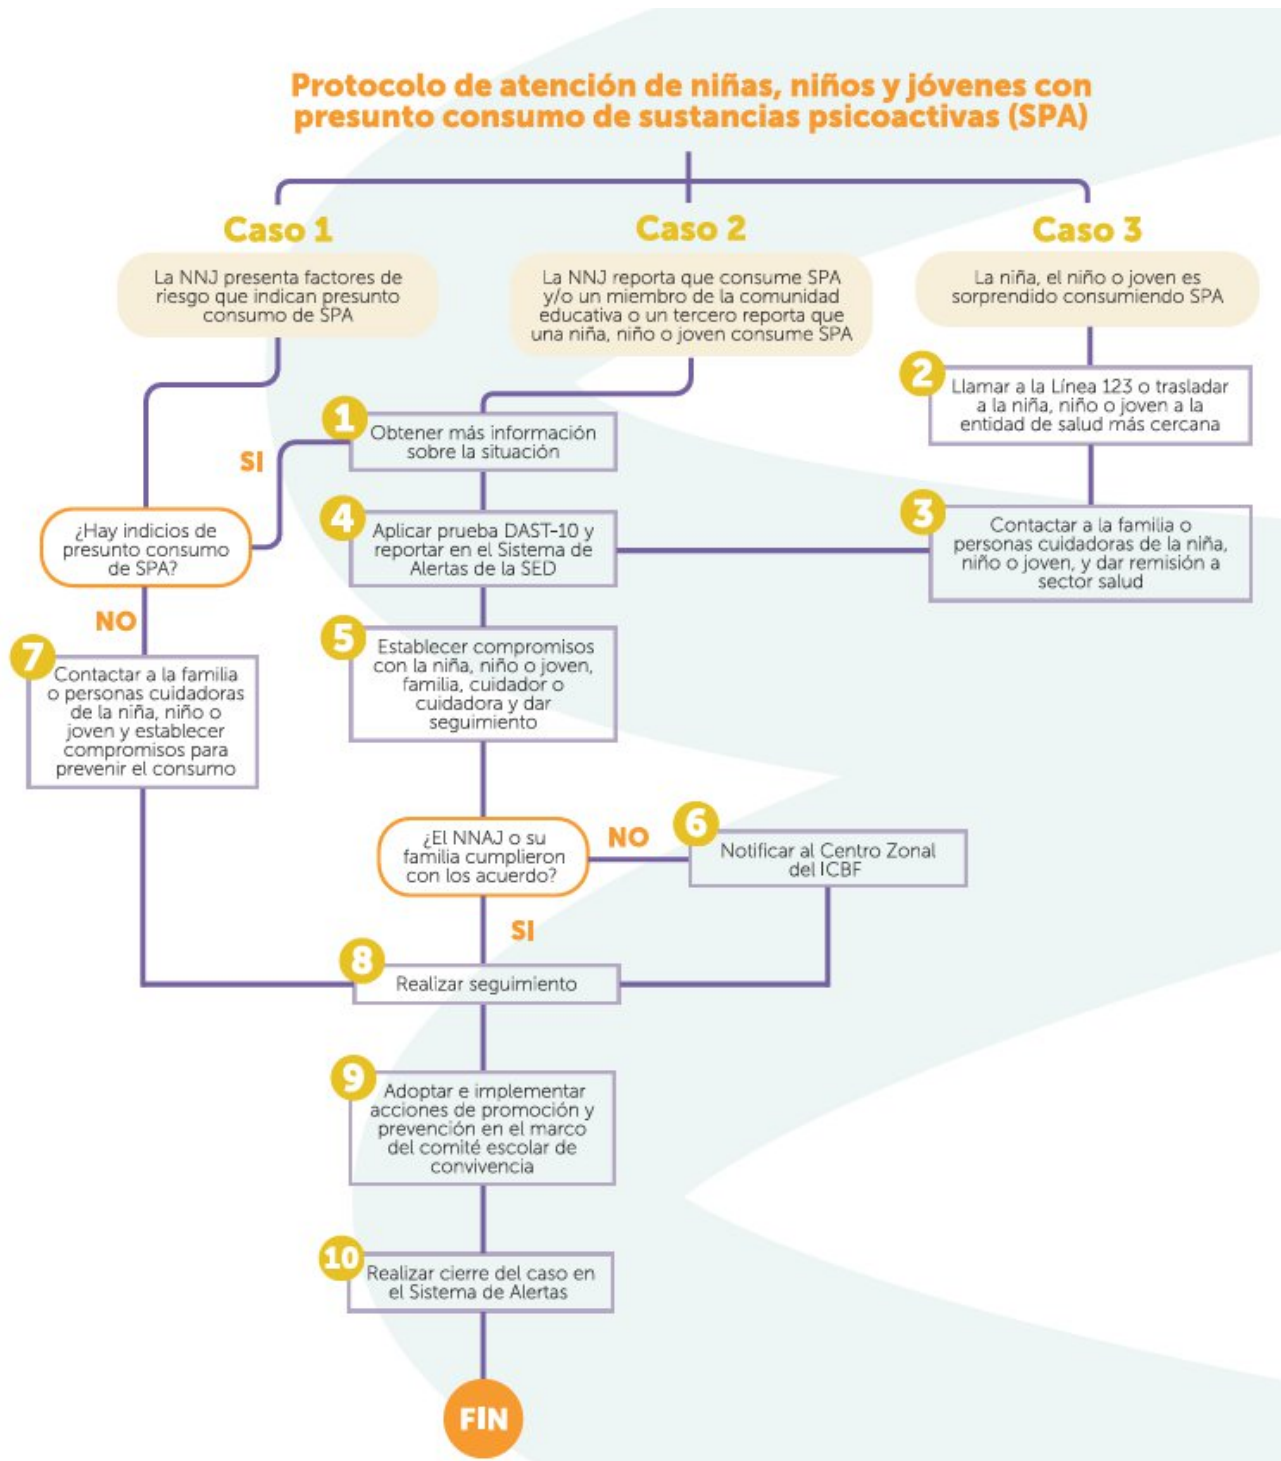 Protocolo de atención de niñas, niños y jóvenes con
presunto consumo de sustancias psicoactivas (SPA)
Caso 1
La NNJ presenta factores de
riesgo que indican presunto
consumo de SPA
Caso 2
La NNJ reporta que consume SPA
y/o un miembro de la comunidad
educativa o un tercero reporta que
una niña, niño o joven consume SPA
Caso 3
La niña, el niño o joven es
sorprendido consumiendo SPA
2
Llamar a la Línea 123 o trasladar
a la niña, niño o joven a la
entidad de salud más cercana
1
Obtener más información
sobre la situación
SI
¿Hay indicios de
presunto consumo
de SPA?
4
Aplicar prueba DAST-10 y
reportar en el Sistema de
Alertas de la SED
3
Contactar a la familia o
personas cuidadoras de la niña,
niño o joven, y dar remisión a
sector salud
NO
7
Contactar a la familia
o personas cuidadoras
de la niña, niño o
joven y establecer
compromisos para
prevenir el consumo
5
Establecer compromisos
con la niña, niño o joven,
familia, cuidador o
cuidadora y dar
seguimiento
¿El NNAJ o su
familia cumplieron
con los acuerdo?
NO
6
Notificar al Centro Zonal
del ICBF
SI
8
Realizar seguimiento
9
Adoptar e implementar
acciones de promoción y
prevención en el marco
del comité escolar de
convivencia
10
Realizar cierre del caso en
el Sistema de Alertas
FIN